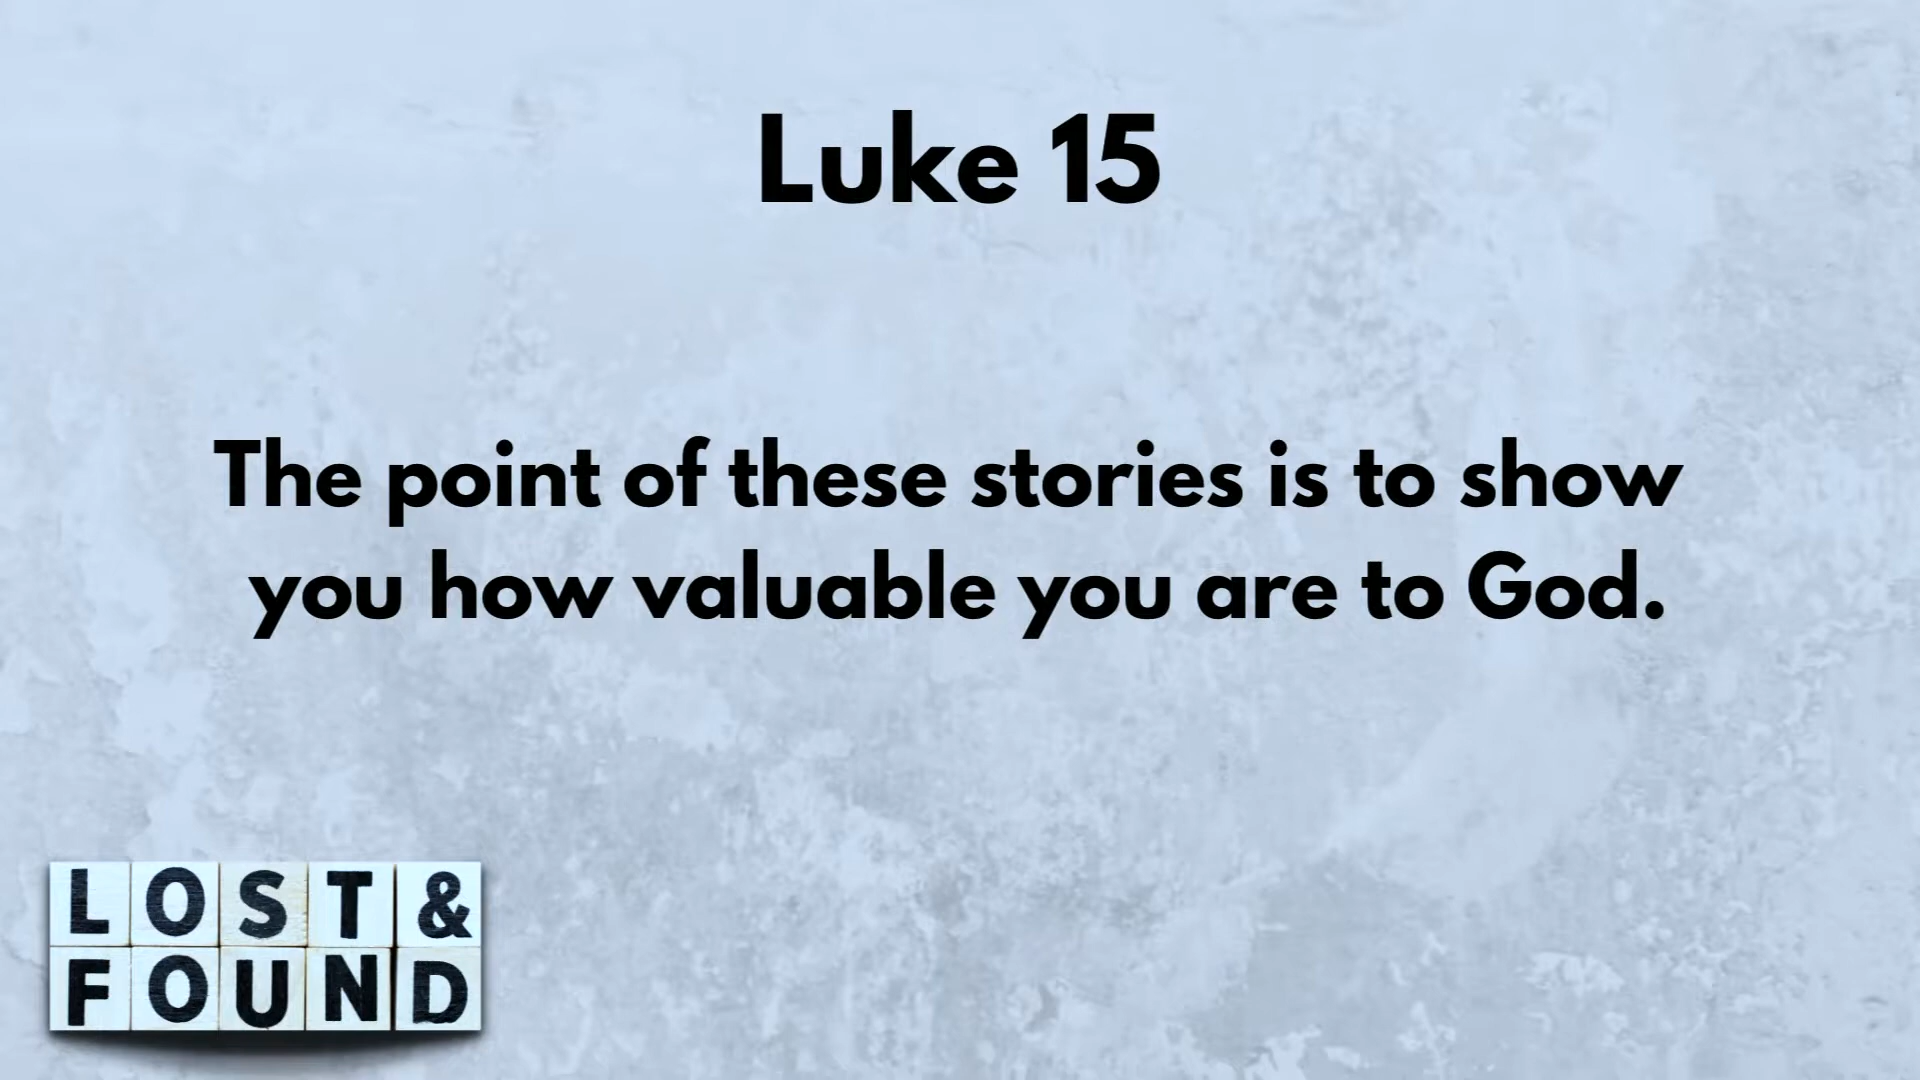 Luke 15
The point of these stories is to show
you how valuable you are to God.
LOST &
FOUND